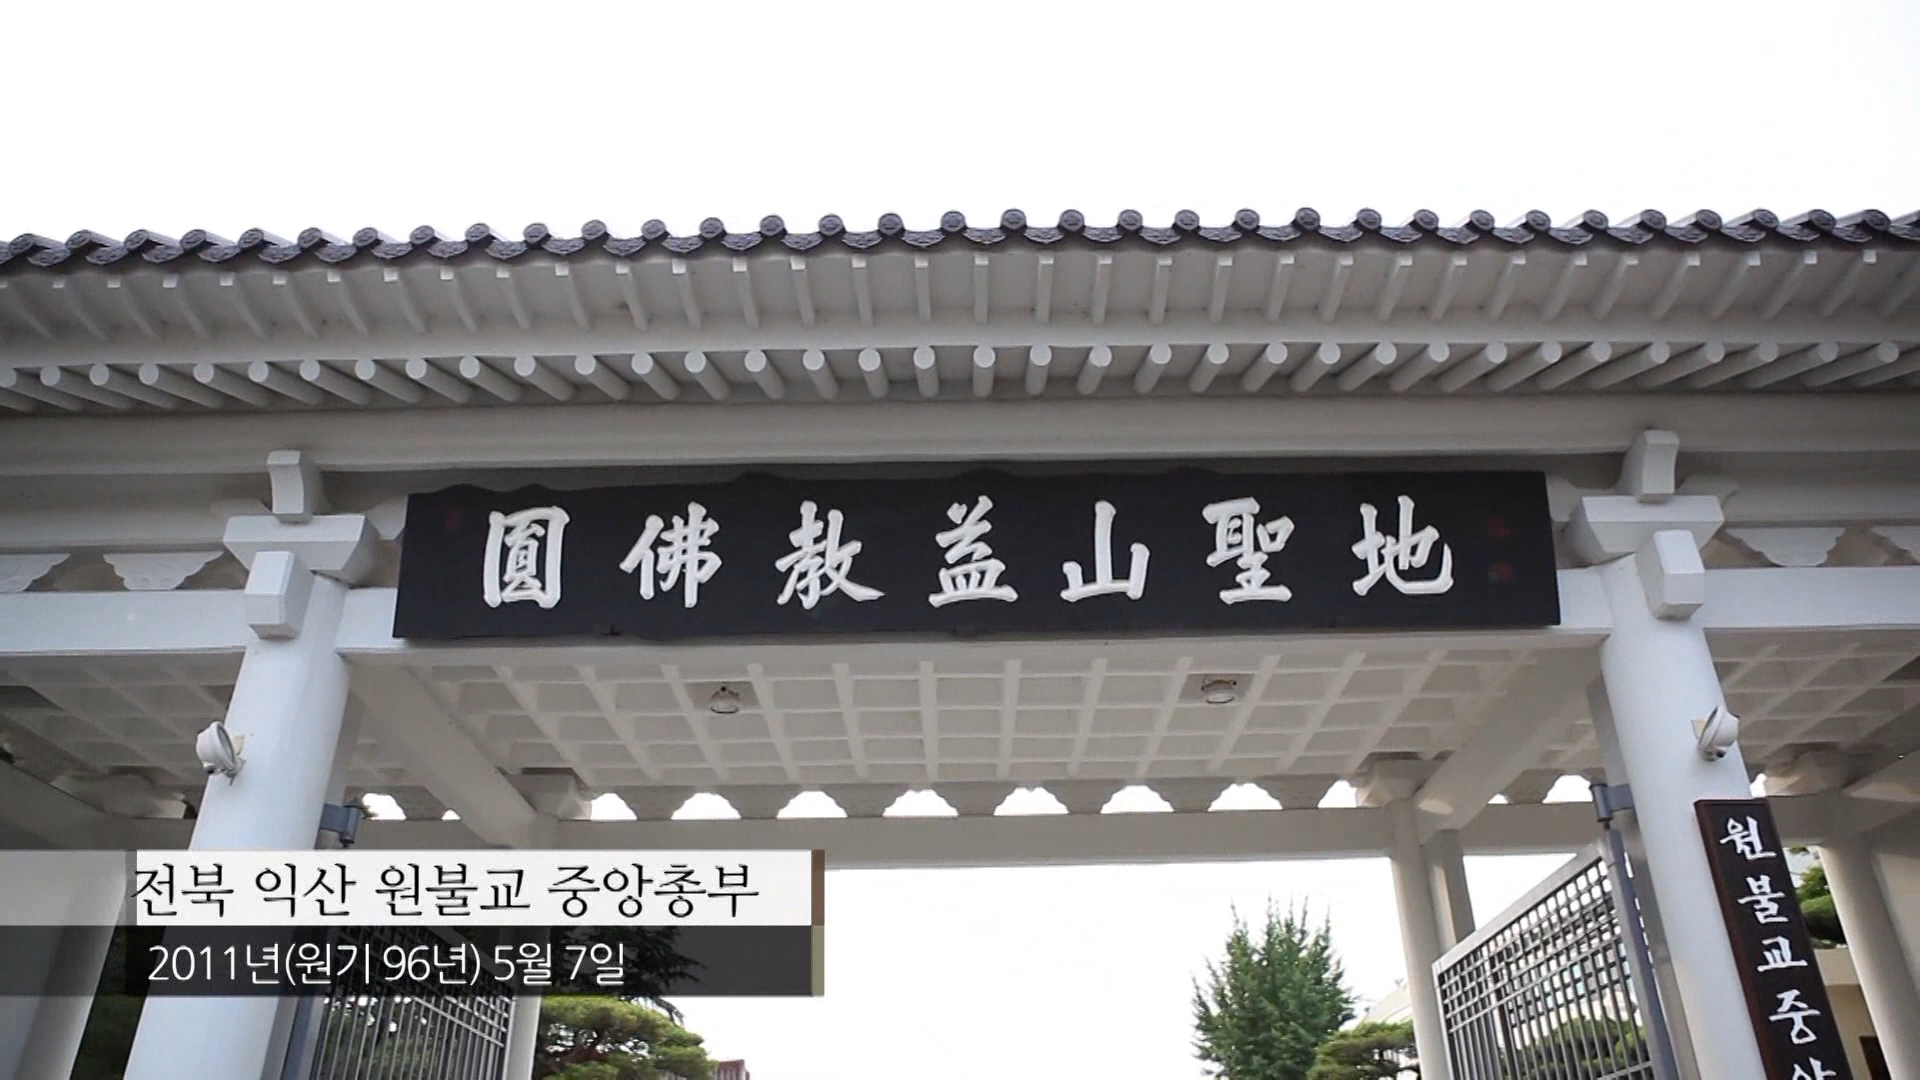 圓佛教益山聖地
전북 익산 원불교 중앙총부
2011년(원기 96년) 5월 7일
원불교중앙